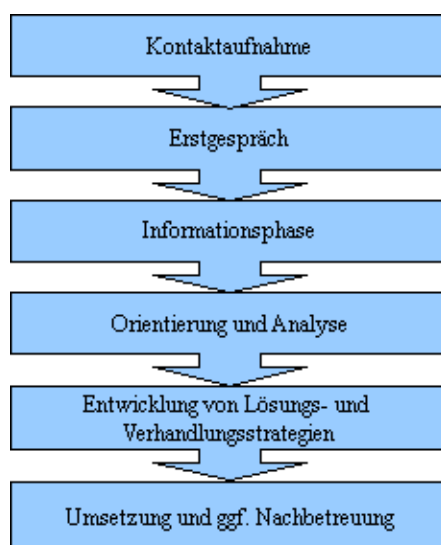 Kontaktaufnahme
Erstgespräch
Informationsphase
Orientierung und Analyse
Entwicklung von Lösungs- und
Verhandlungsstrategien
Umsetzung und ggf. Nachbetreuung